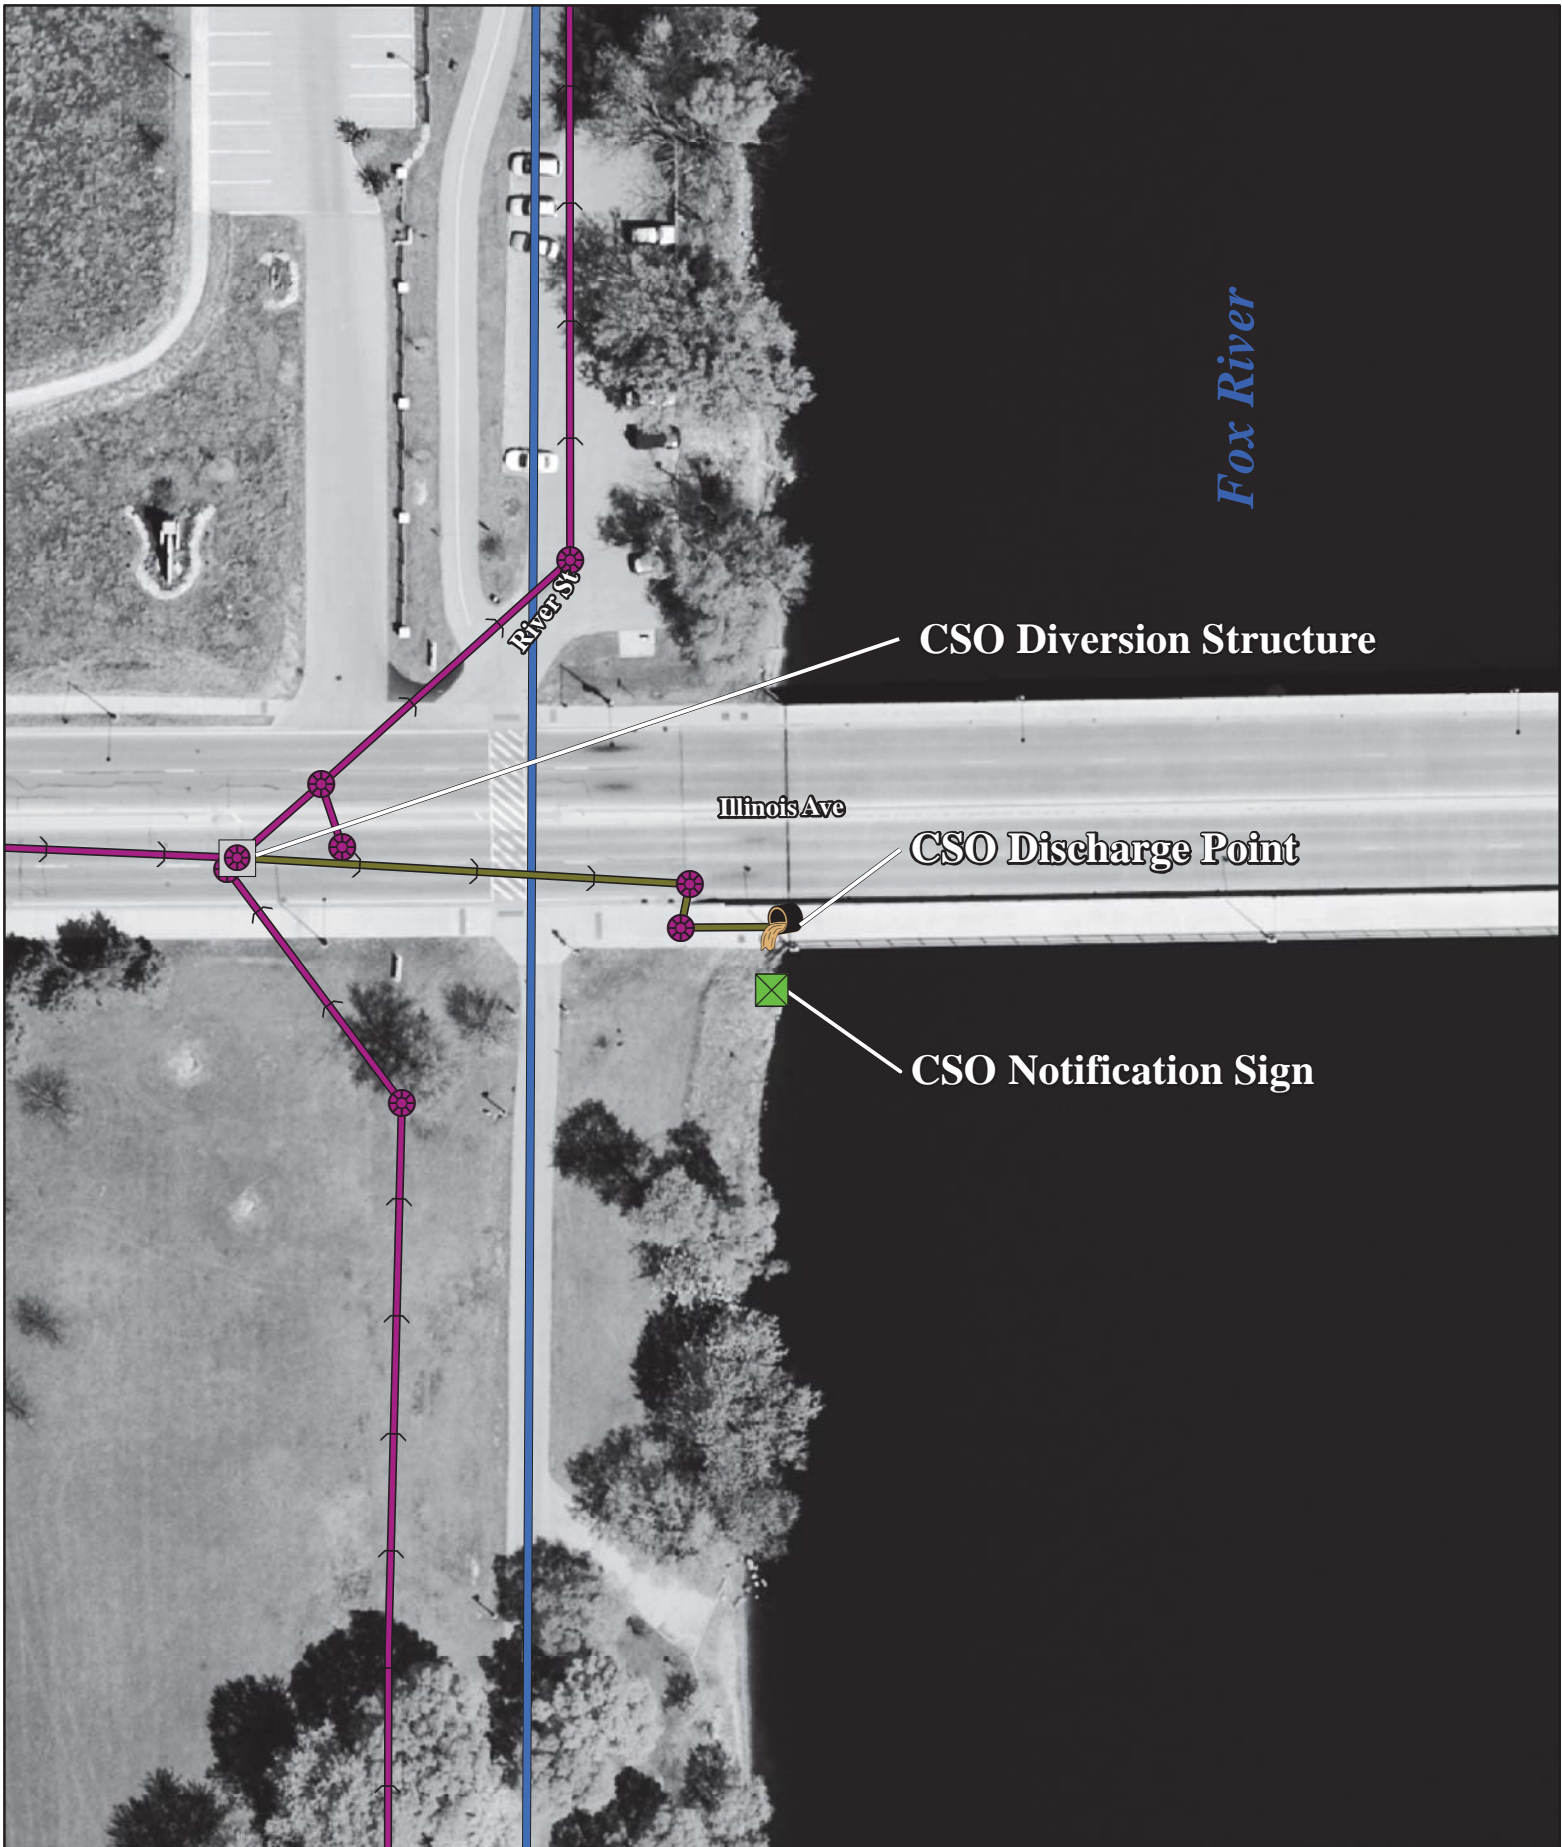 Fox River
River St
CSO Diversion Structure
Illinois Ave
CSO Discharge Point
CSO Notification Sign